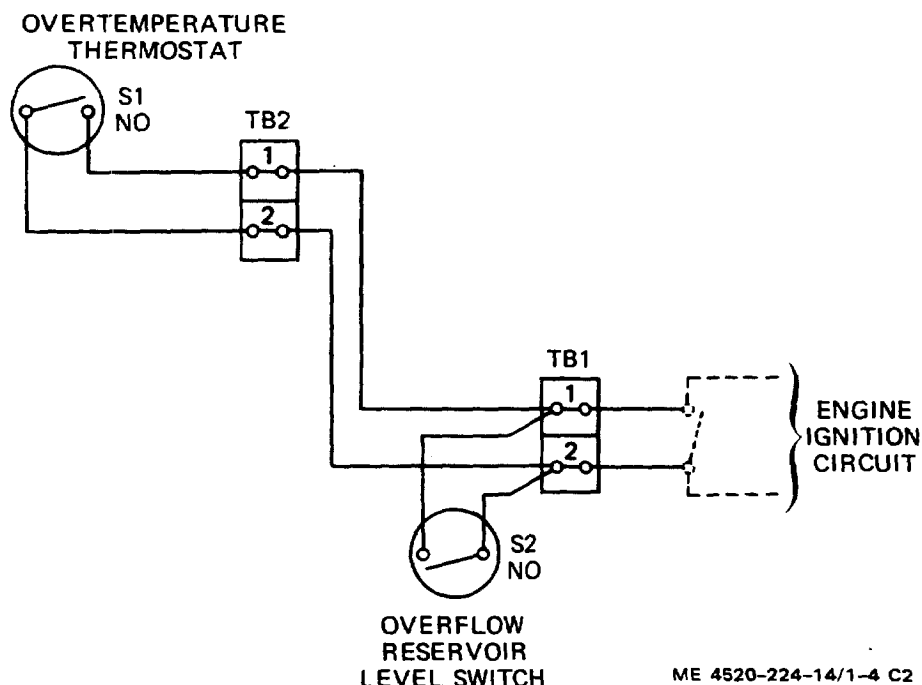 OVERTEMPERATURE
THERMOSTAT
S1
NO
TB2
1
2
TB1
1
2
ENGINE
IGNITION
CIRCUIT
S2
NO
OVERFLOW
RESERVOIR
LEVEL SWITCH
ME 4520-224-14/1-4 C2